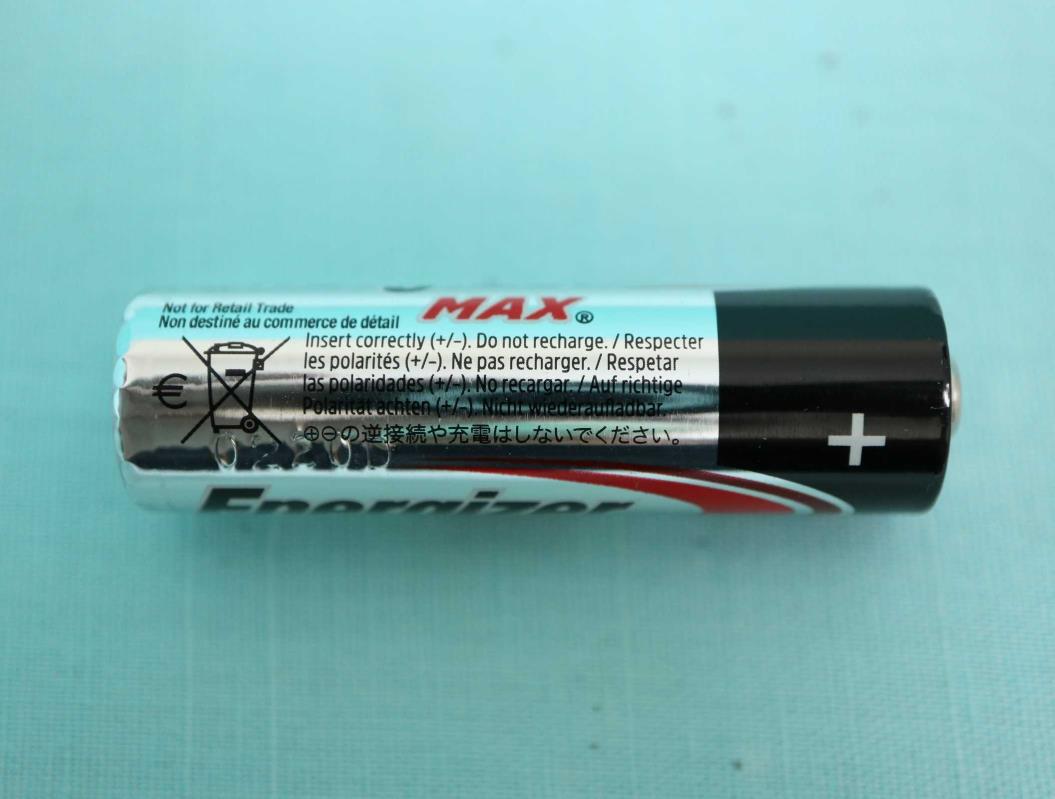 Not for Retail Trade
Non destiné au commerce de détail
MAX®
Insert correctly (+/–). Do not recharge. / Respecter
les polarités (+/–). Ne pas recharger. / Respetar
las polaridades (+/–). No recargar. / Auf richtige
Polarität achten (+/–). Nicht wiederaufladbar.
⊕⊖の逆接続や充電はしないでください。
€
+
Energizer